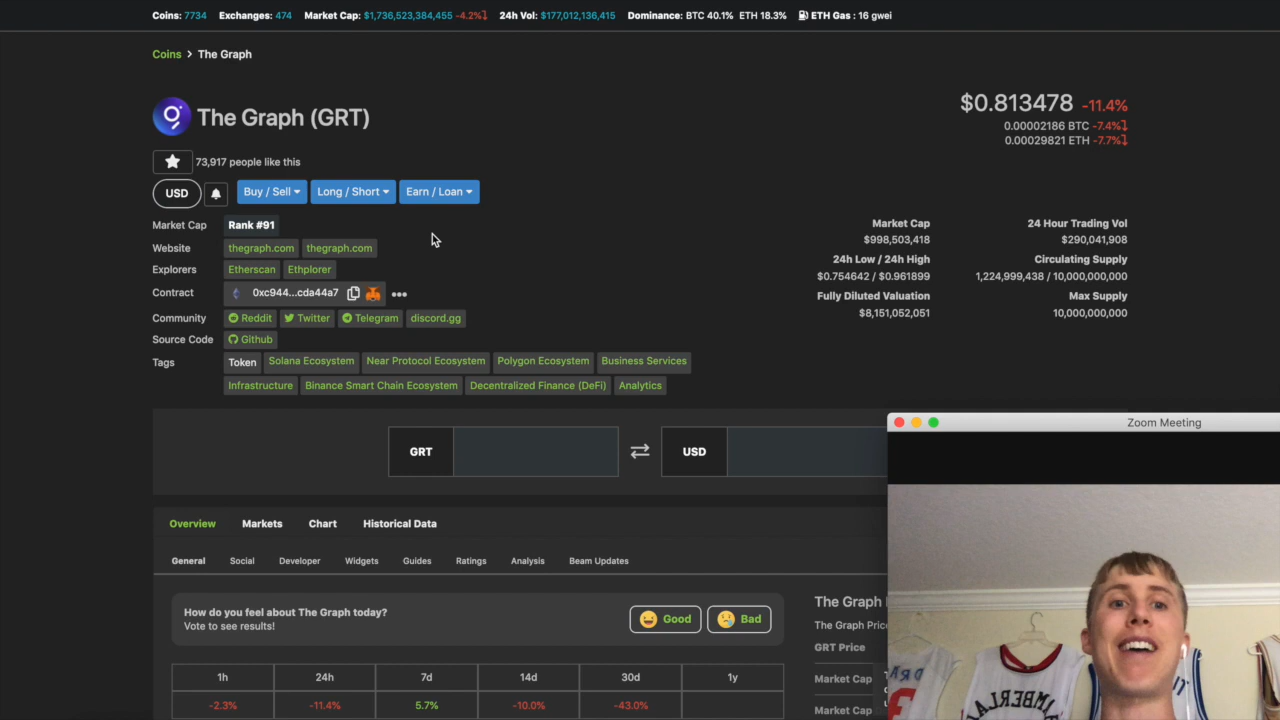 Coins: 7734 Exchanges: 474 Market Cap: $1,736,523,384,455 -4.2% 24h Vol: $177,012,136,415 Dominance: BTC 40.1% ETH 18.3% ETH Gas : 16 gwei
Coins > The Graph
The Graph (GRT)
$0.813478 -11.4%
0.00002186 BTC -7.4%
0.00029821 ETH -7.7%
73,917 people like this
USD Buy / Sell Long / Short Earn / Loan
Market Cap Rank #91
Website thegraph.com thegraph.com
Explorers Etherscan Ethplorer
Contract 0xc944...cda44a7
Community Reddit Twitter Telegram discord.gg
Source Code Github
Tags Token Solana Ecosystem Near Protocol Ecosystem Polygon Ecosystem Business Services
Infrastructure Binance Smart Chain Ecosystem Decentralized Finance (DeFi) Analytics
Market Cap 24 Hour Trading Vol
$998,503,418 $290,041,908
24h Low / 24h High Circulating Supply
$0.754642 / $0.961899 1,224,999,438 / 10,000,000,000
Fully Diluted Valuation Max Supply
$8,151,052,051 10,000,000,000
GRT USD
Zoom Meeting
Overview Markets Chart Historical Data
General Social Developer Widgets Guides Ratings Analysis Beam Updates
How do you feel about The Graph today?
Vote to see results!
Good Bad
1h 24h 7d 14d 30d 1y
-2.3% -11.4% 5.7% -10.0% -43.0%
The Graph
The Graph Price
GRT Price
Market Cap
Market Cap